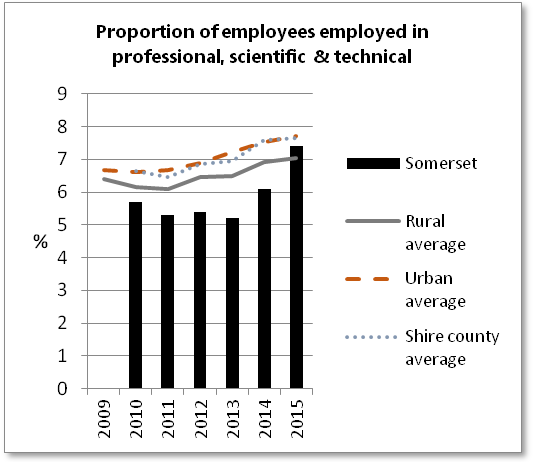 Proportion of employees employed in
professional, scientific & technical
9
8
7
6
5
4
3
2
1
0
%
2009
2010
2011
2012
2013
2014
2015
Somerset
Rural
average
Urban
average
Shire county
average